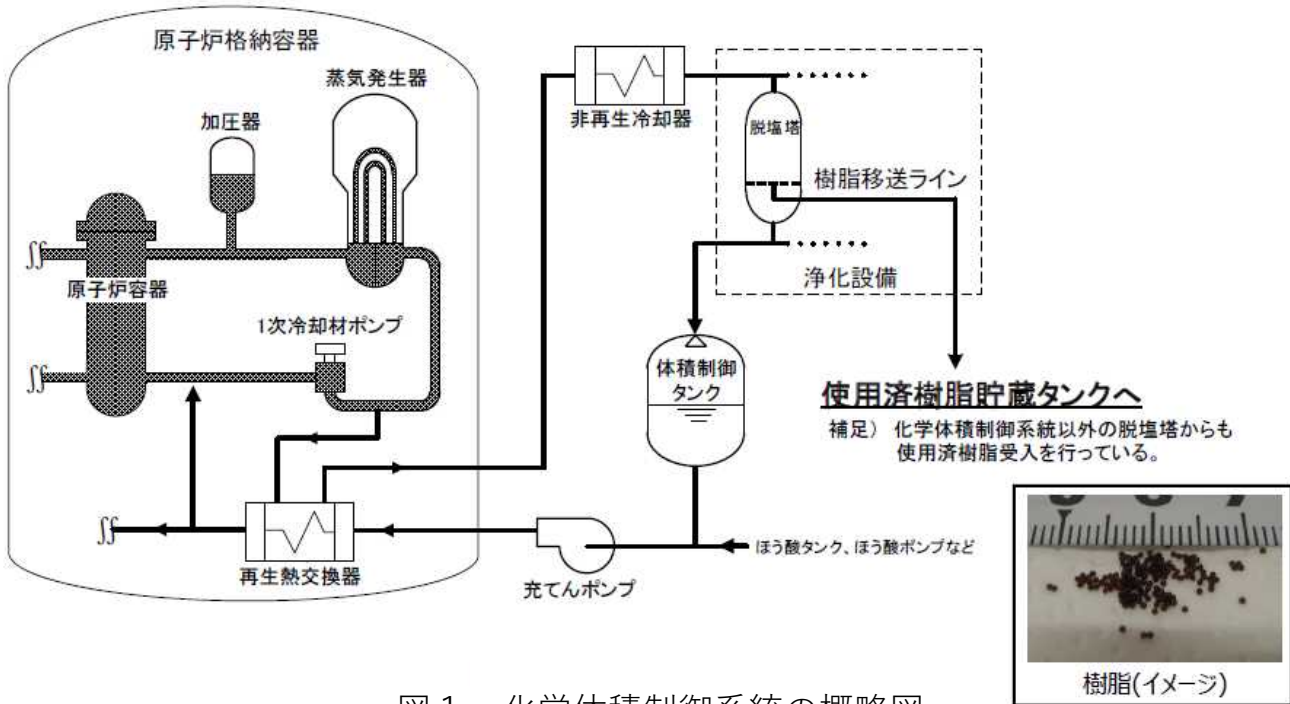 原子炉格納容器
蒸気発生器
加圧器
原子炉容器
1次冷却材ポンプ
再生熱交換器
非再生冷却器
脱塩塔
樹脂移送ライン
浄化設備
体積制御
タンク
使用済樹脂貯蔵タンクへ
補足) 化学体積制御系統以外の脱塩塔からも
使用済樹脂受入を行っている。
ほう酸タンク、ほう酸ポンプなど
充てんポンプ
樹脂(イメージ)
図1 化学体積制御系統の概略図